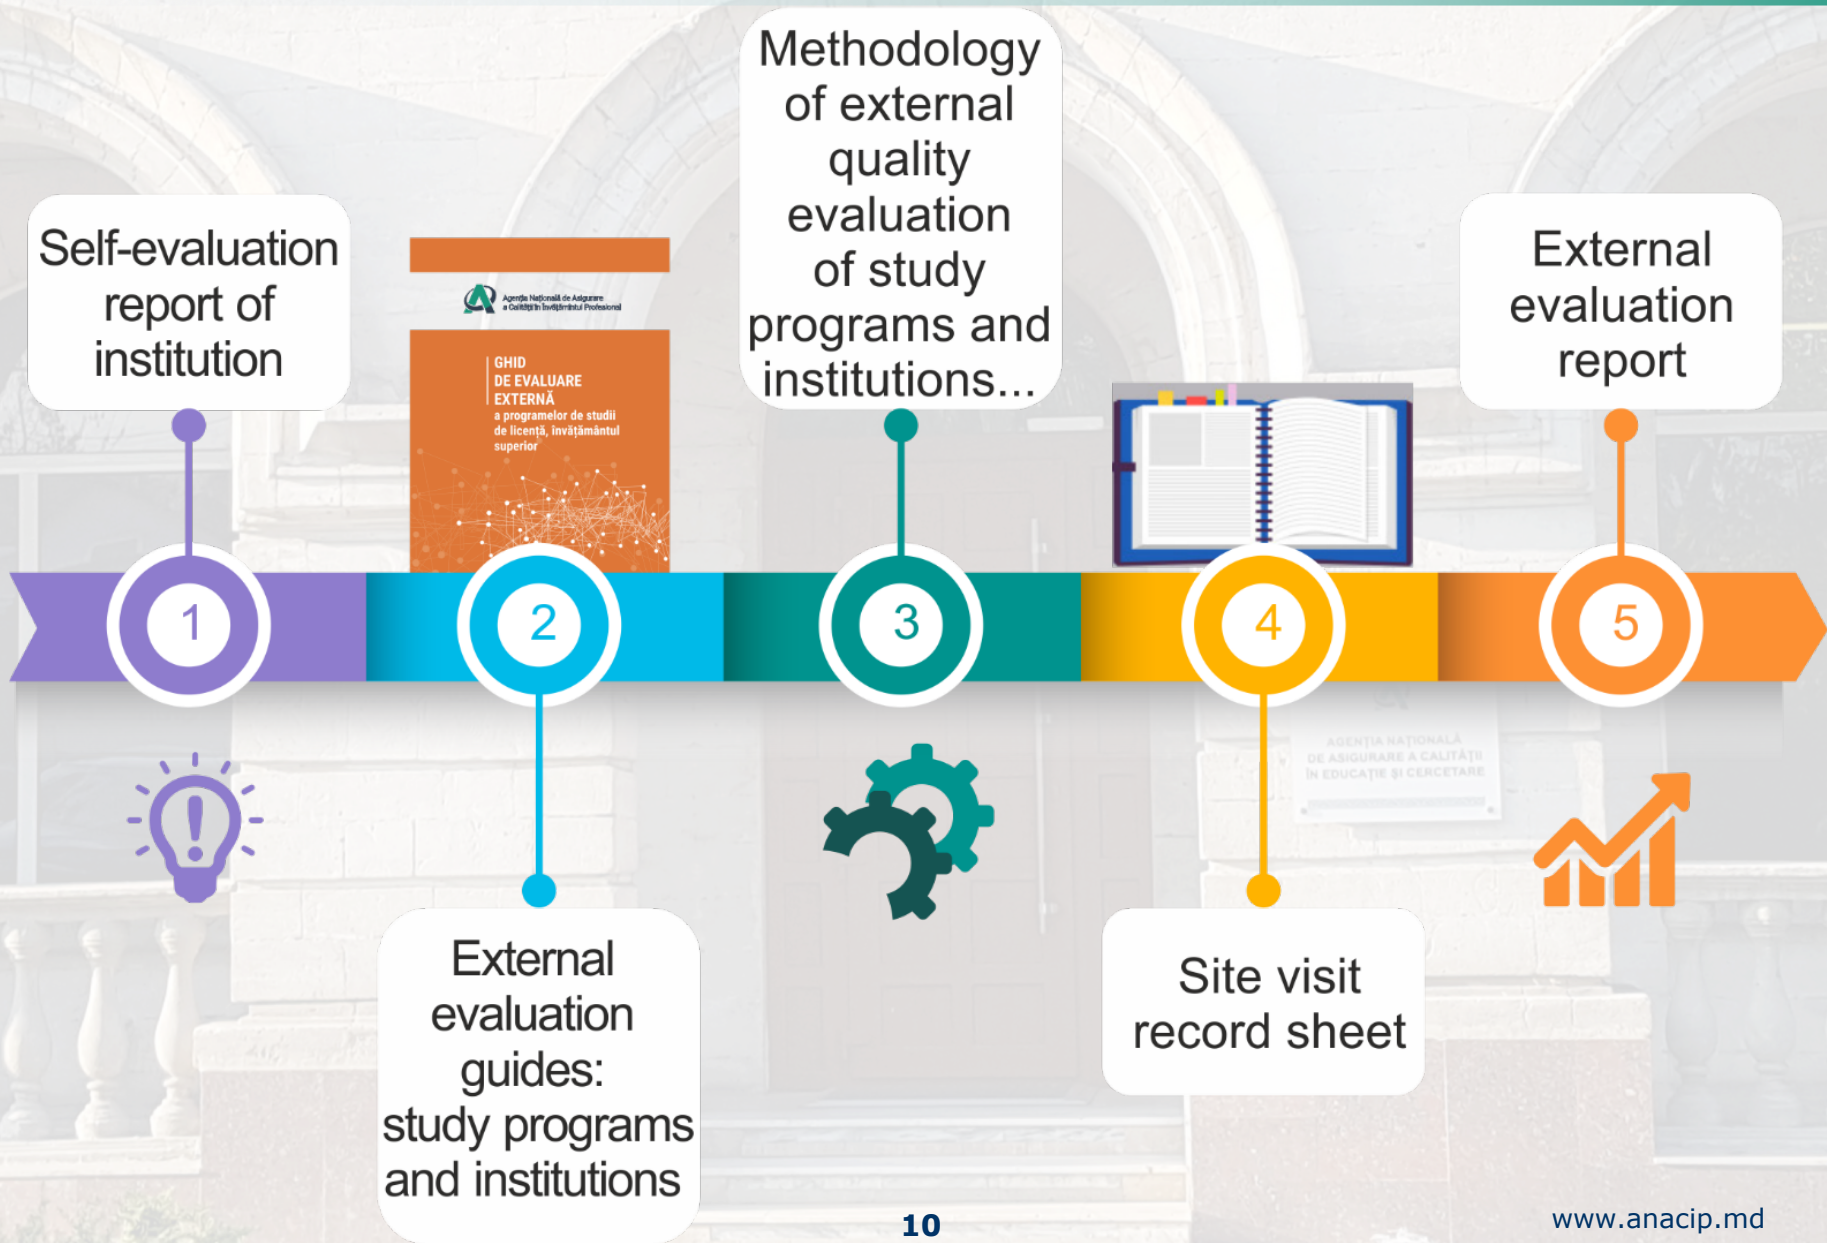 Self-evaluation
report of
institution
Agenția Națională de Asigurare
a Calității în Învățămîntul Profesional
GHID
DE EVALUARE
EXTERNĂ
a programelor de studii
de licență, învățământul
superior
Methodology
of external
quality
evaluation
of study
programs and
institutions...
External
evaluation
report
1
2
3
4
5
AGENȚIA NAȚIONALĂ
DE ASIGURARE A CALITĂȚII
ÎN EDUCAȚIE ȘI CERCETARE
External
evaluation
guides:
study programs
and institutions
Site visit
record sheet
10
www.anacip.md